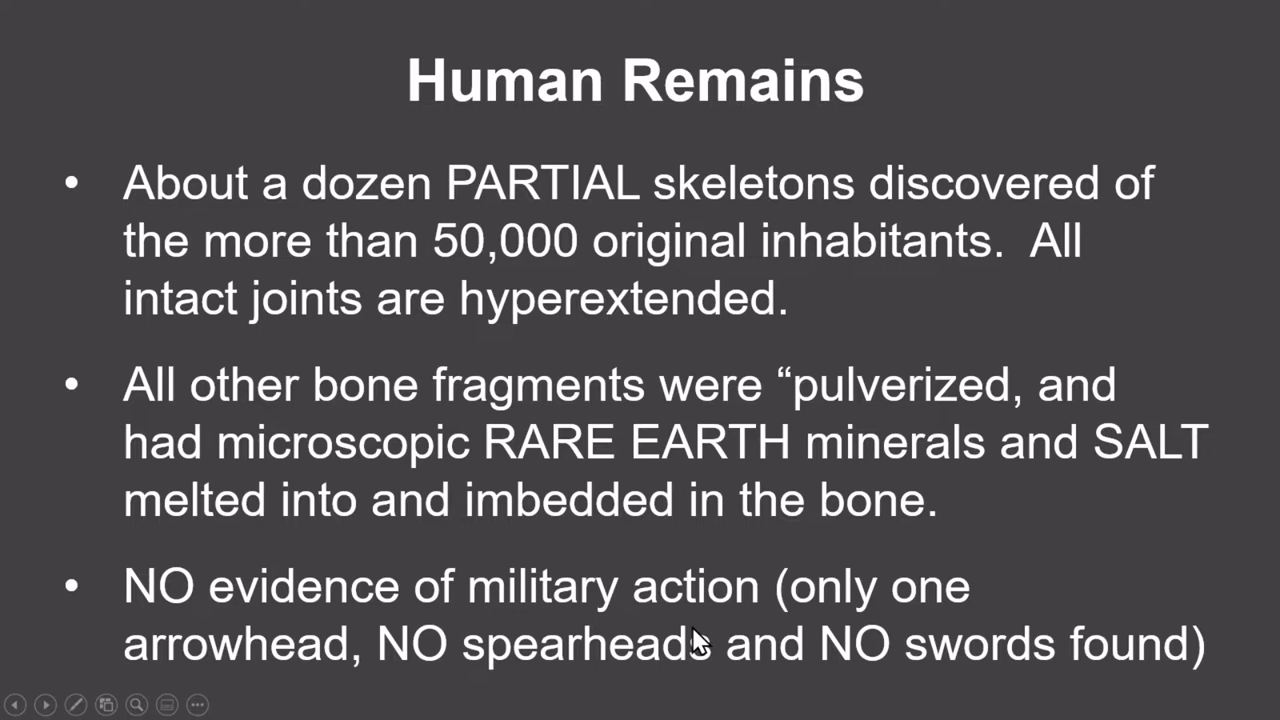 Human Remains
• About a dozen PARTIAL skeletons discovered of
the more than 50,000 original inhabitants.  All
intact joints are hyperextended.
• All other bone fragments were “pulverized, and
had microscopic RARE EARTH minerals and SALT
melted into and imbedded in the bone.
• NO evidence of military action (only one
arrowhead, NO spearheads and NO swords found)